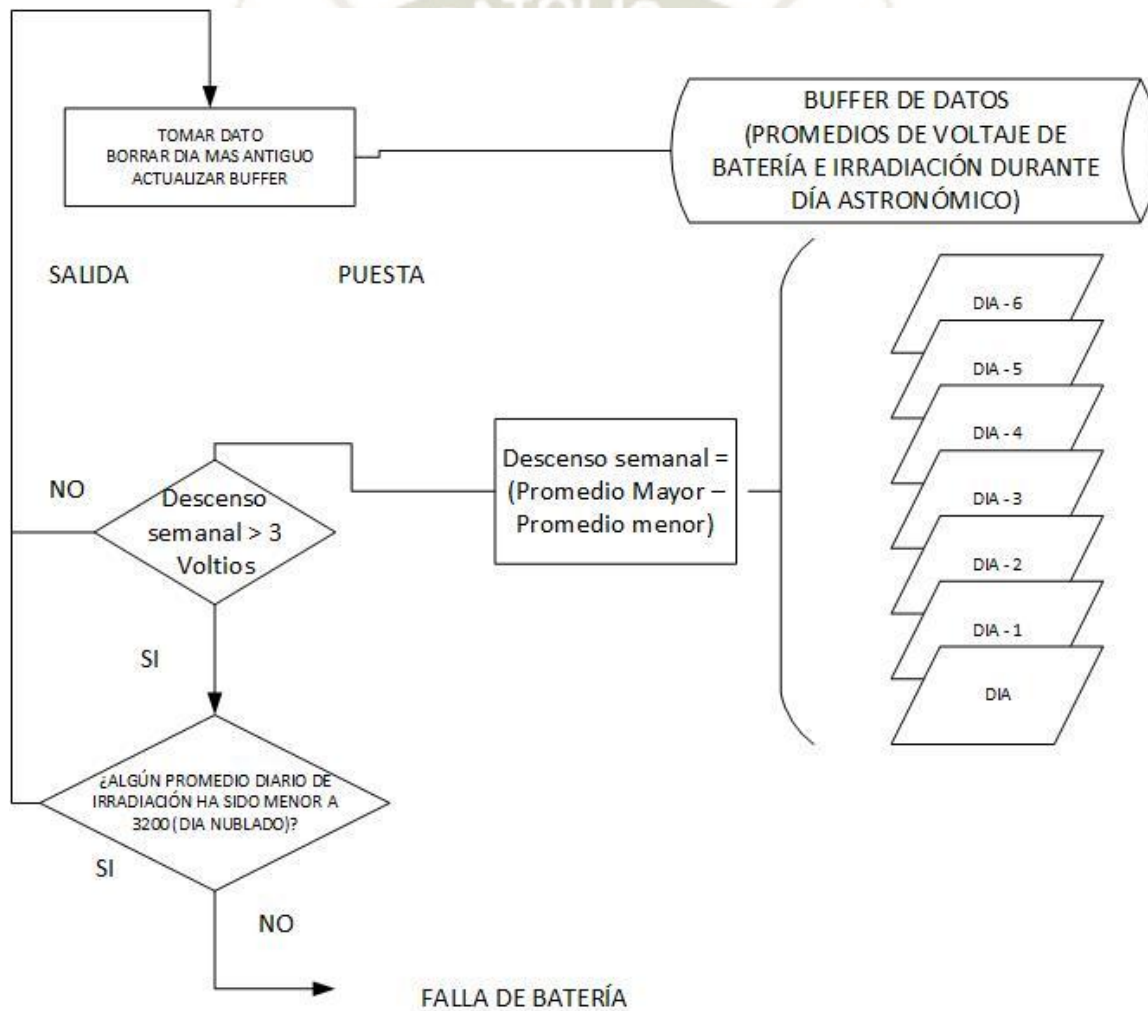 TOMAR DATO
BORRAR DIA MAS ANTIGUO
ACTUALIZAR BUFFER
BUFFER DE DATOS
(PROMEDIOS DE VOLTAJE DE
BATERÍA E IRRADIACIÓN DURANTE
DÍA ASTRONÓMICO)
SALIDA
PUESTA
DIA - 6
DIA - 5
DIA - 4
DIA - 3
DIA - 2
DIA - 1
DIA
Descenso semanal =
(Promedio Mayor –
Promedio menor)
NO
Descenso
semanal > 3
Voltios
SI
¿ALGÚN PROMEDIO DIARIO DE
IRRADIACIÓN HA SIDO MENOR A
3200 (DIA NUBLADO)?
SI
NO
FALLA DE BATERÍA